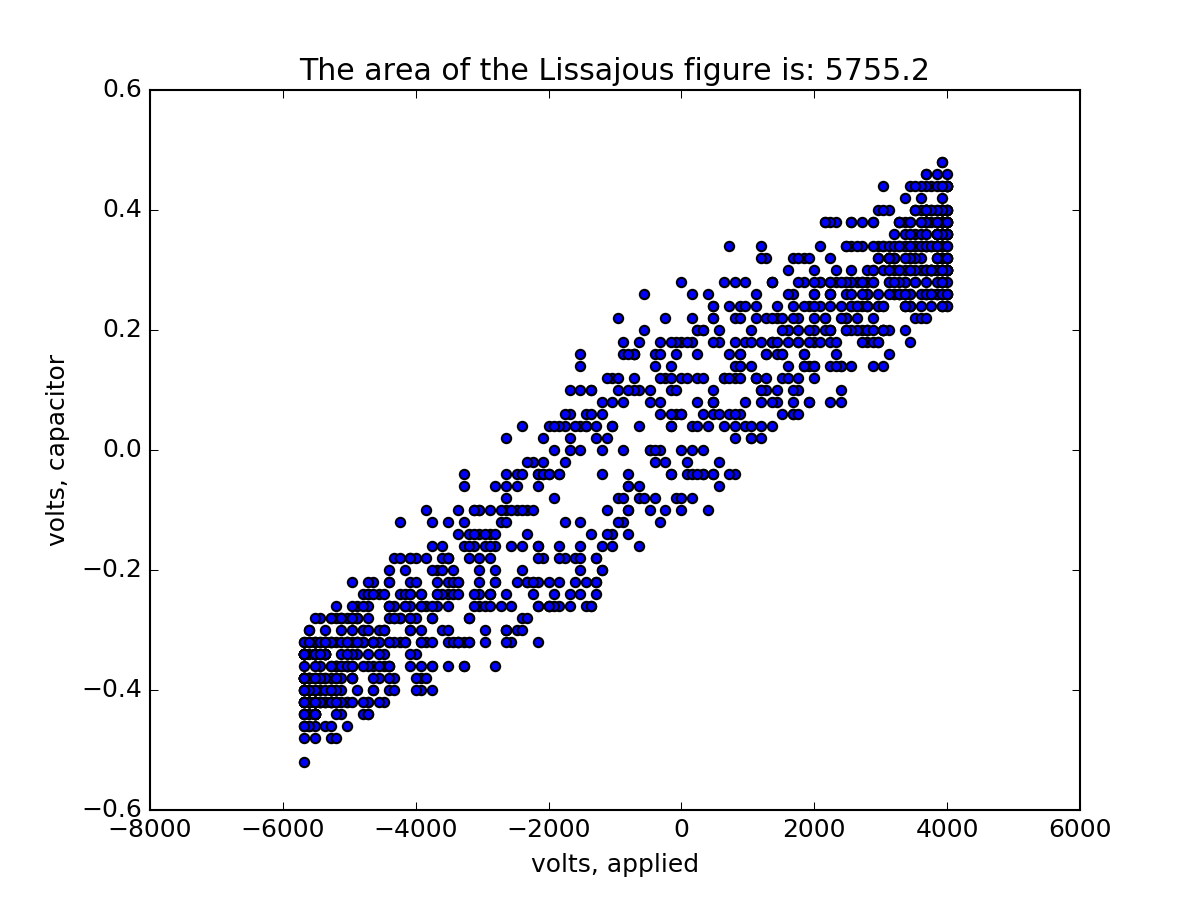 The area of the Lissajous figure is: 5755.2
0.6
0.4
0.2
0.0
−0.2
−0.4
−0.6
volts, capacitor
−8000 −6000 −4000 −2000 0 2000 4000 6000
volts, applied